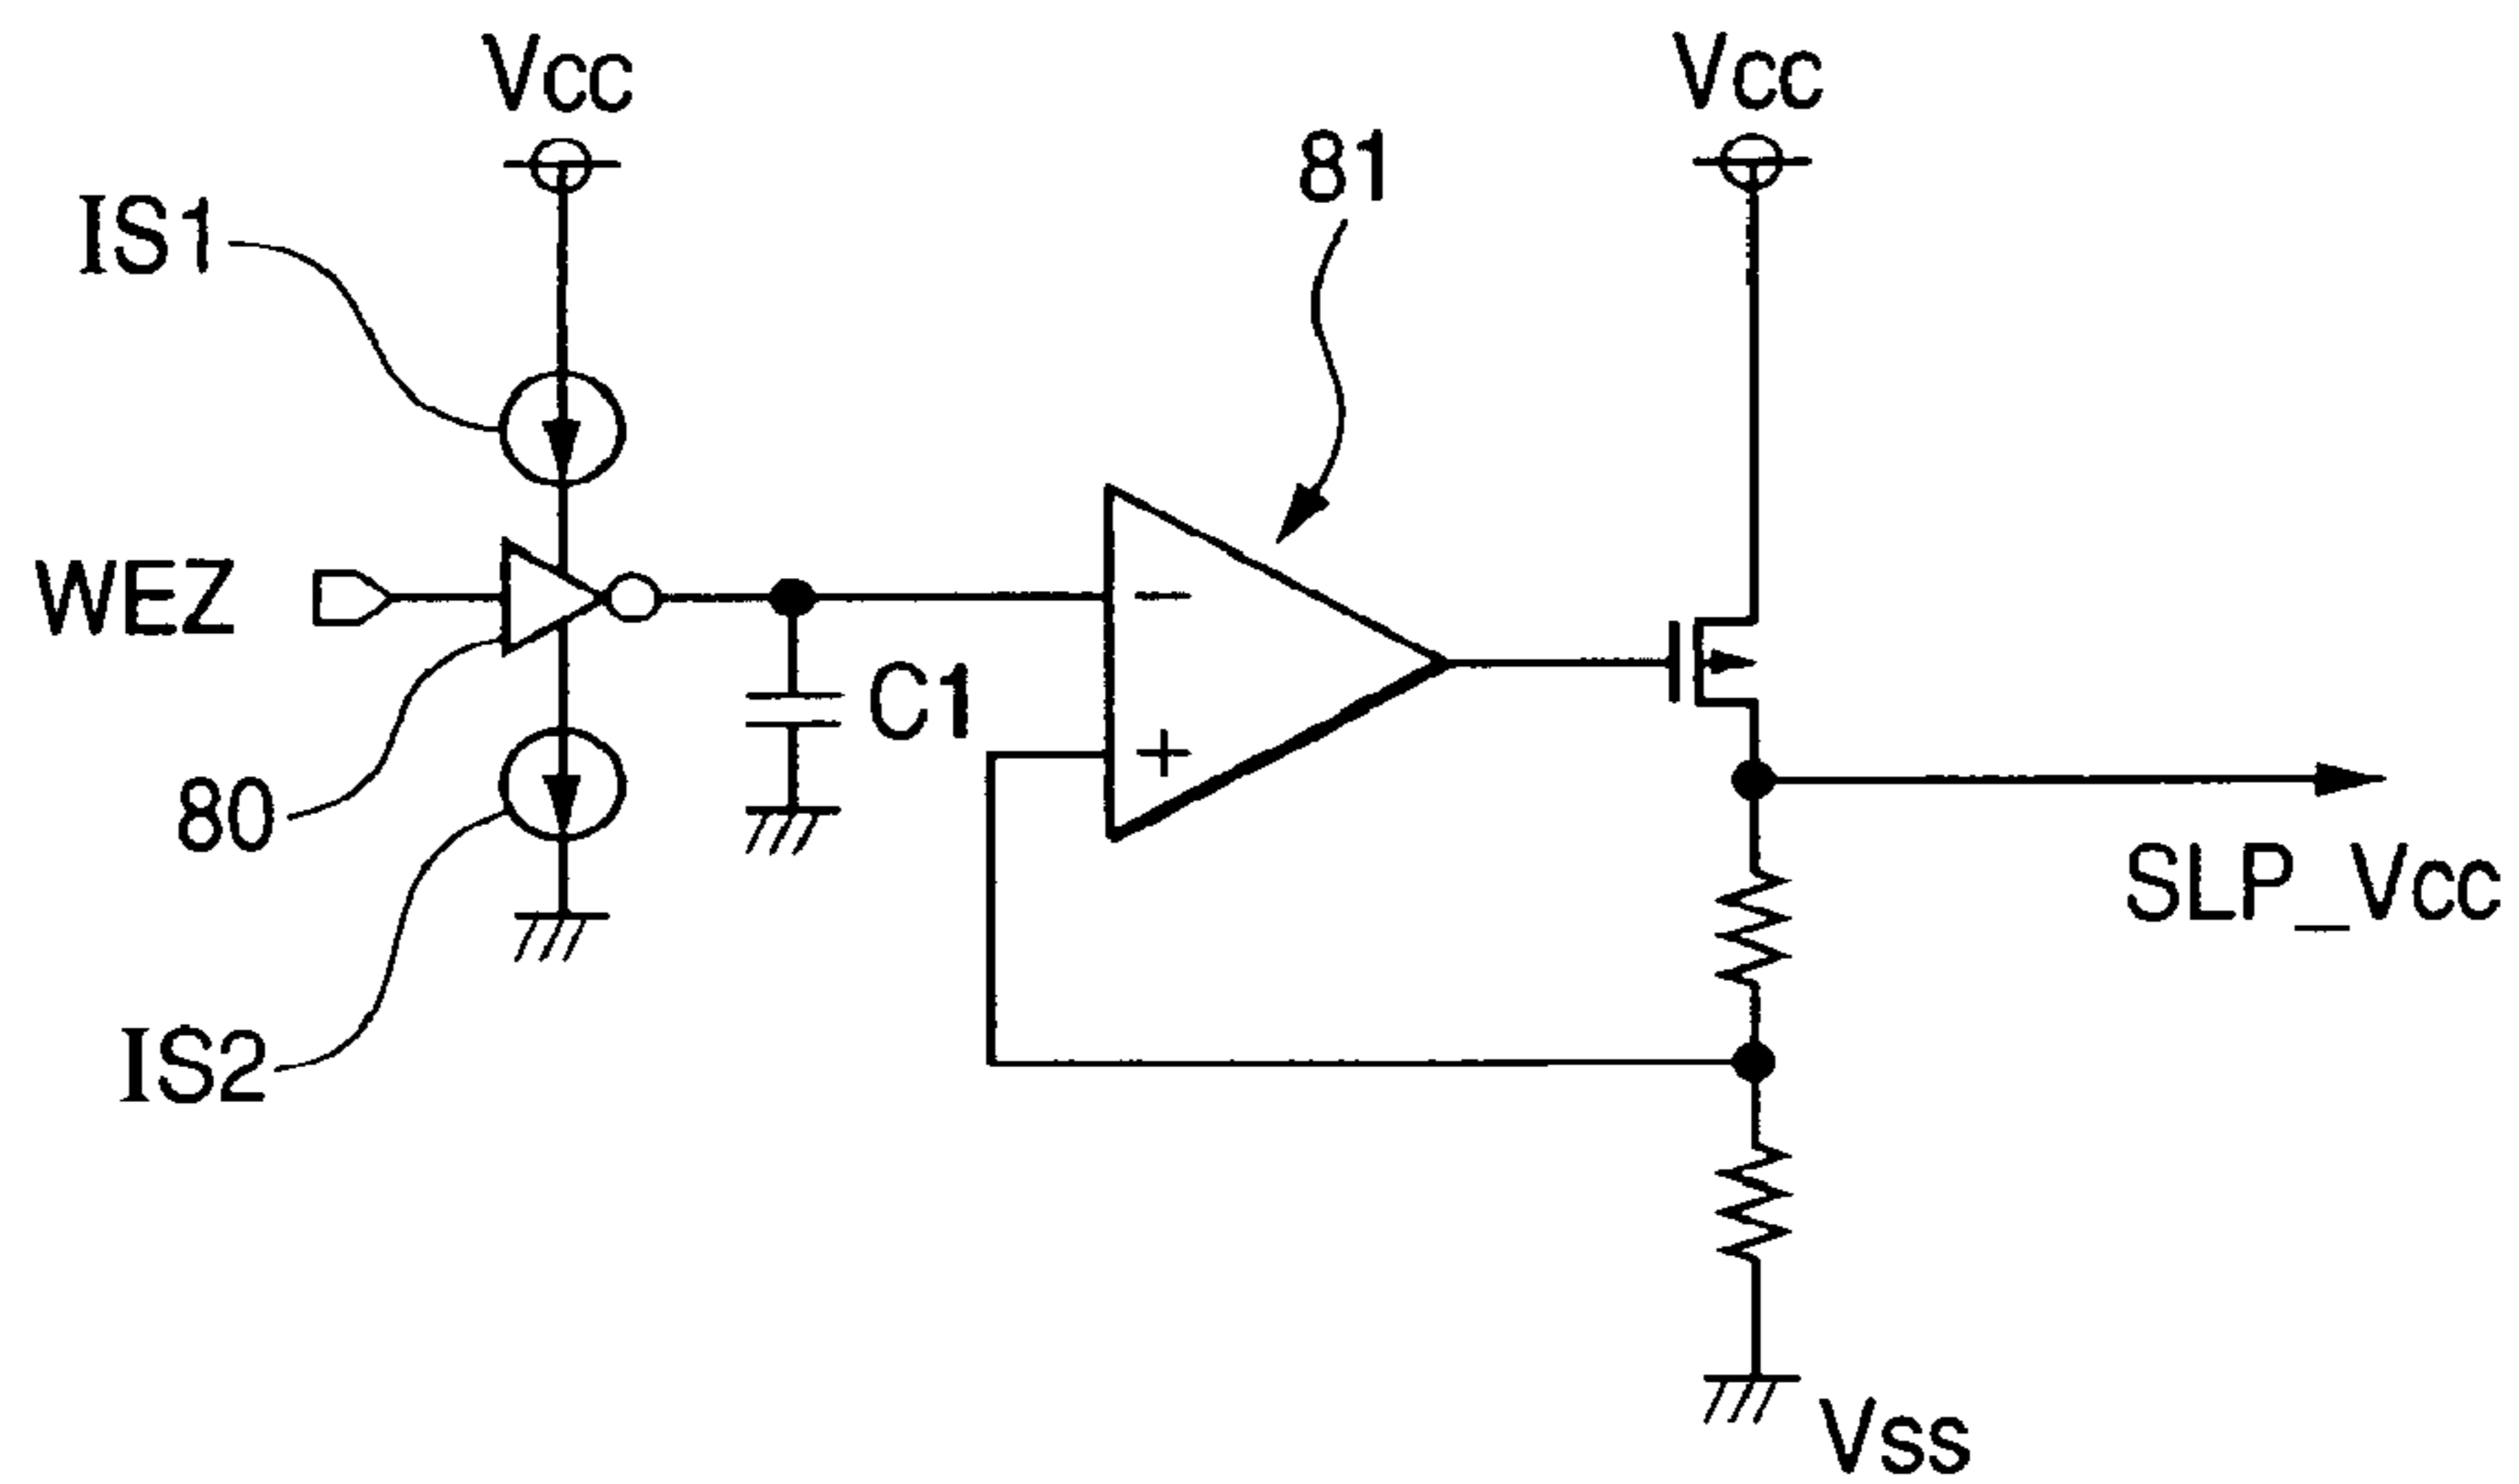 Vcc
Vcc
81
IS1
WEZ
−
C1
+
80
SLP_Vcc
IS2
Vss